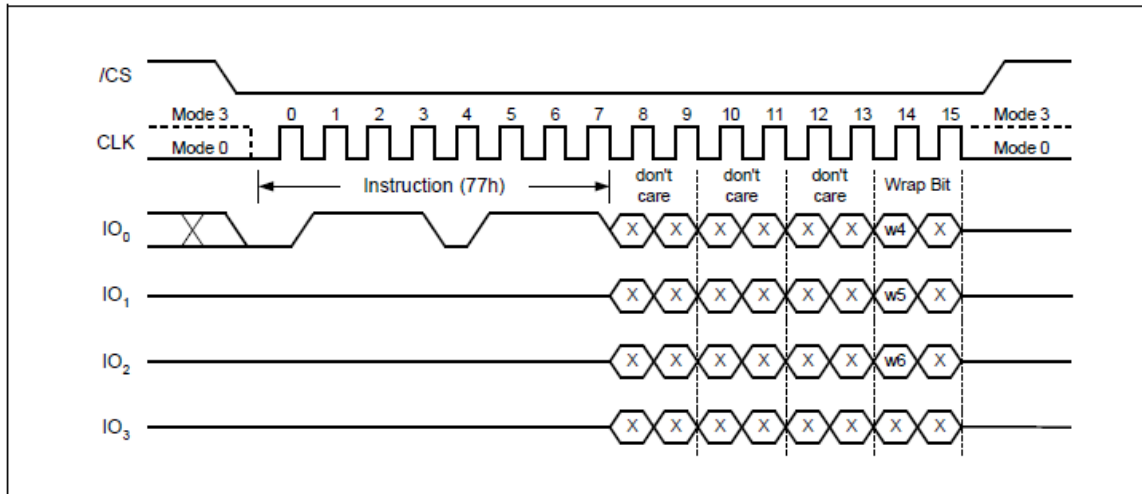 /CS
Mode 3 0 1 2 3 4 5 6 7 8 9 10 11 12 13 14 15 Mode 3
CLK
Mode 0 Mode 0
Instruction (77h) don't care don't care don't care Wrap Bit
IO0 X X X X X X w4 X
IO1 X X X X X X w5 X
IO2 X X X X X X w6 X
IO3 X X X X X X X X